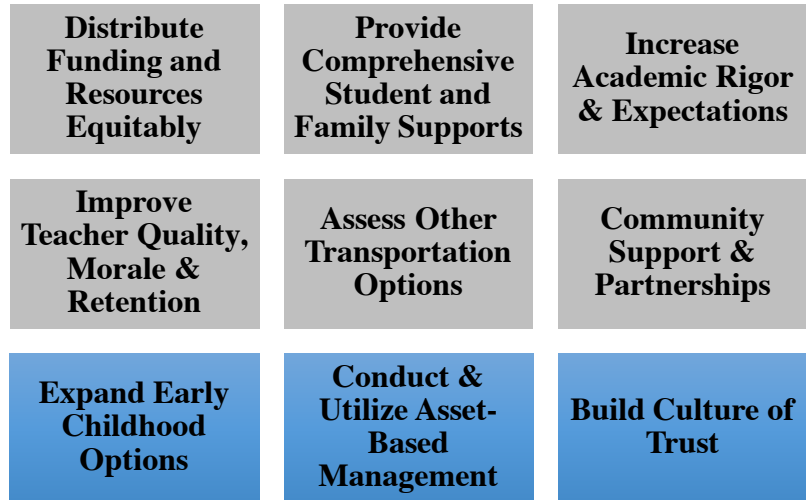 Distribute
Funding and
Resources
Equitably
Provide
Comprehensive
Student and
Family Supports
Increase
Academic Rigor
& Expectations
Improve
Teacher Quality,
Morale &
Retention
Assess Other
Transportation
Options
Community
Support &
Partnerships
Expand Early
Childhood
Options
Conduct &
Utilize Asset-
Based
Management
Build Culture of
Trust